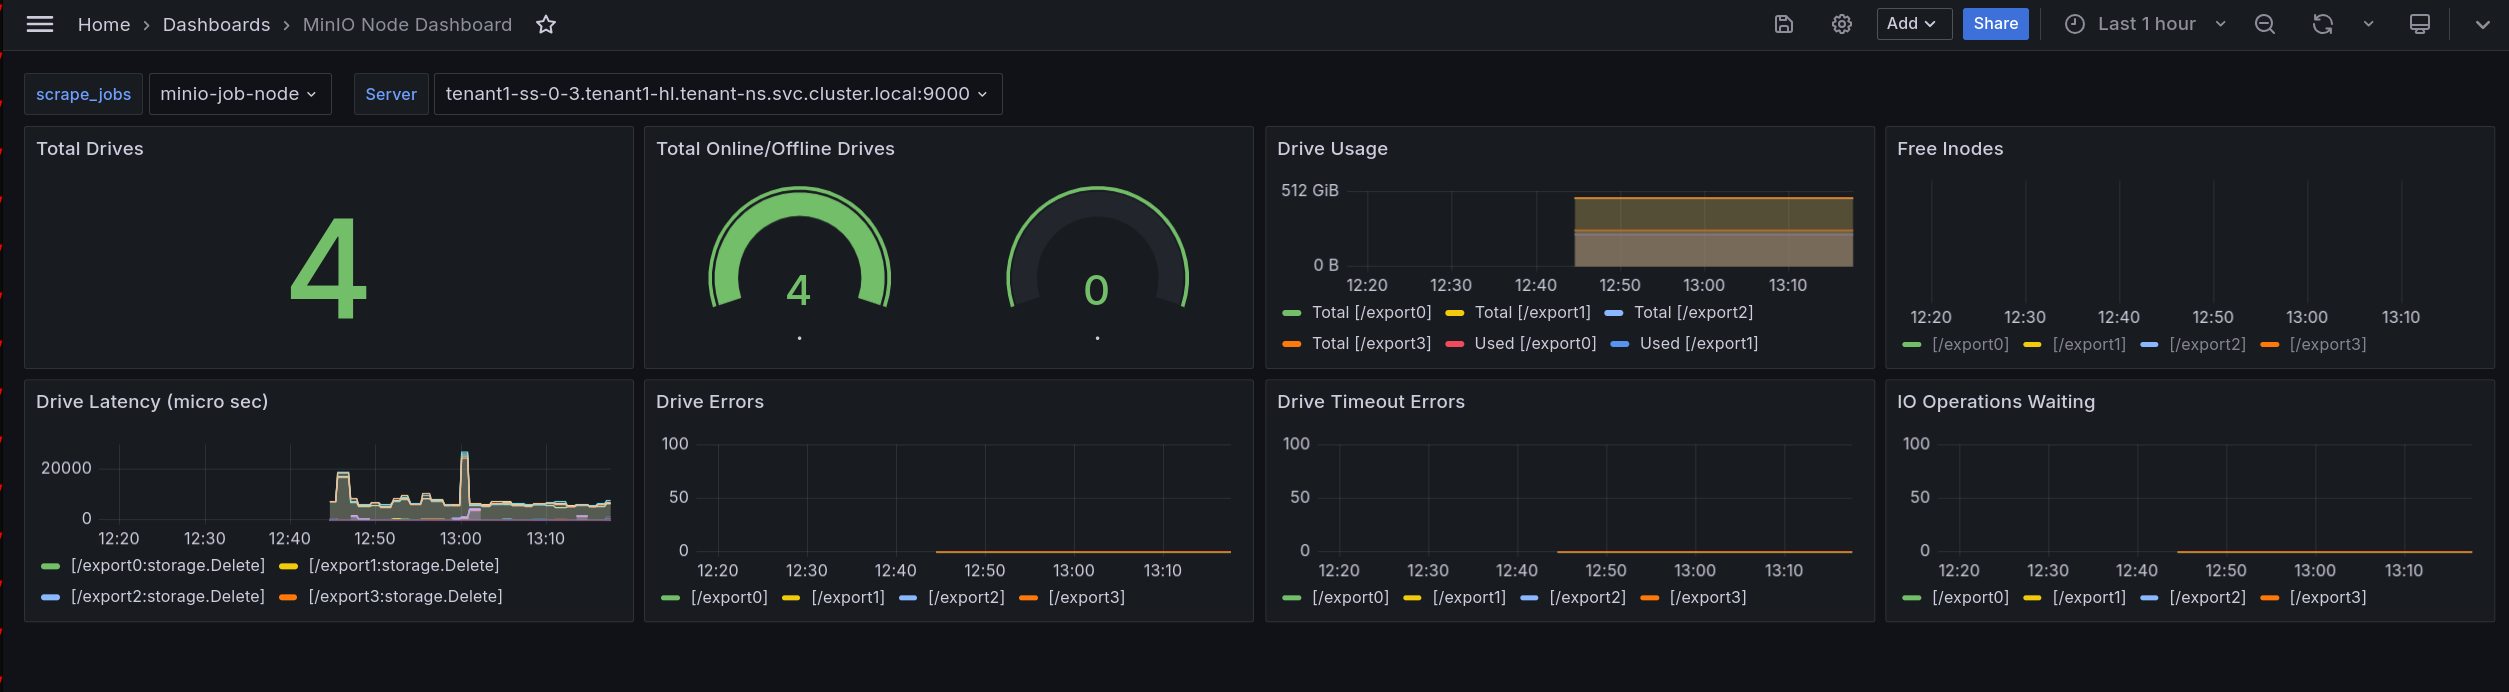 Home > Dashboards > MinIO Node Dashboard Add Share Last 1 hour
scrape_jobs minio-job-node Server tenant1-ss-0-3.tenant1-hl.tenant-ns.svc.cluster.local:9000
Total Drives
4
Total Online/Offline Drives
4 0
. .
Drive Usage
512 GiB
0 B
12:20 12:30 12:40 12:50 13:00 13:10
Total [/export0] Total [/export1] Total [/export2]
Total [/export3] Used [/export0] Used [/export1]
Free Inodes
12:20 12:30 12:40 12:50 13:00 13:10
[/export0] [/export1] [/export2] [/export3]
Drive Latency (micro sec)
20000
0
12:20 12:30 12:40 12:50 13:00 13:10
[/export0:storage.Delete] [/export1:storage.Delete]
[/export2:storage.Delete] [/export3:storage.Delete]
Drive Errors
100
50
0
12:20 12:30 12:40 12:50 13:00 13:10
[/export0] [/export1] [/export2] [/export3]
Drive Timeout Errors
100
50
0
12:20 12:30 12:40 12:50 13:00 13:10
[/export0] [/export1] [/export2] [/export3]
IO Operations Waiting
100
50
0
12:20 12:30 12:40 12:50 13:00 13:10
[/export0] [/export1] [/export2] [/export3]